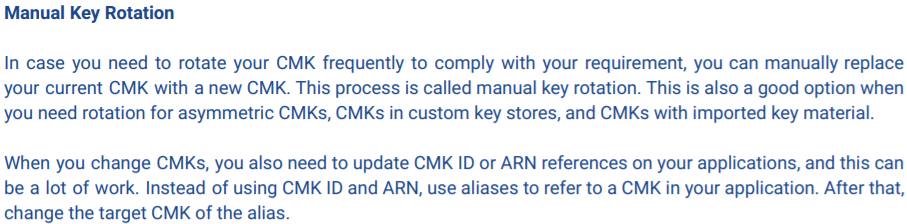 Manual Key Rotation
In case you need to rotate your CMK frequently to comply with your requirement, you can manually replace
your current CMK with a new CMK. This process is called manual key rotation. This is also a good option when
you need rotation for asymmetric CMKs, CMKs in custom key stores, and CMKs with imported key material.
When you change CMKs, you also need to update CMK ID or ARN references on your applications, and this can
be a lot of work. Instead of using CMK ID and ARN, use aliases to refer to a CMK in your application. After that,
change the target CMK of the alias.